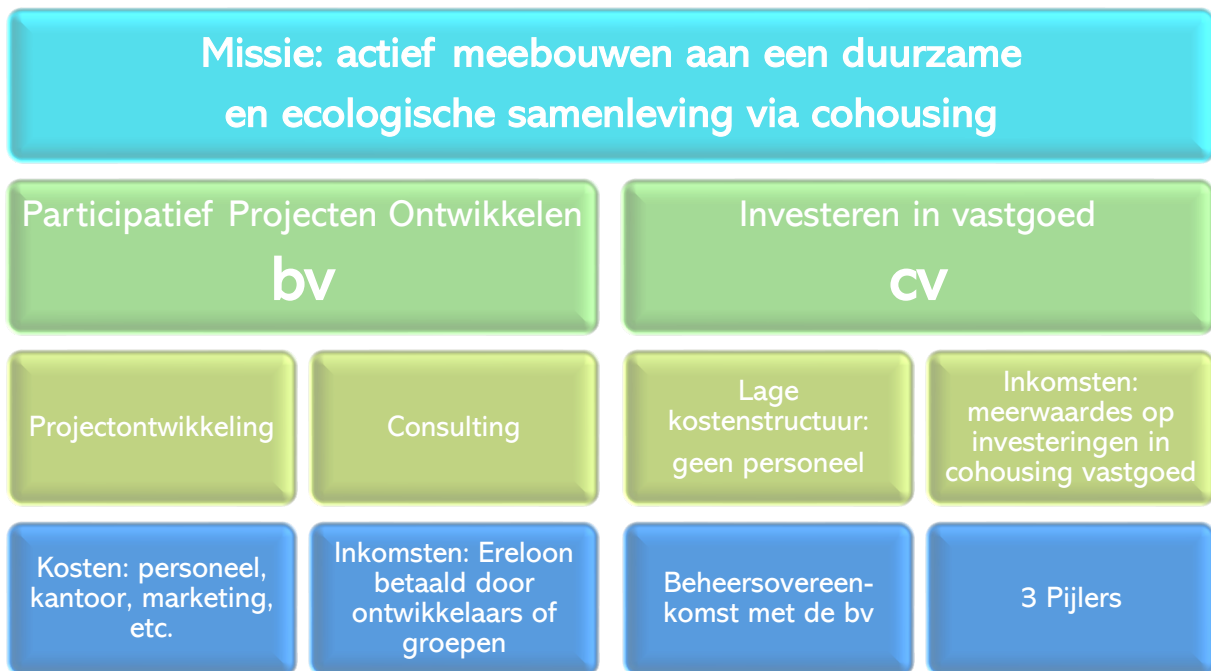 Missie: actief meebouwen aan een duurzame
en ecologische samenleving via cohousing
Participatief Projecten Ontwikkelen
bv
Investeren in vastgoed
cv
Projectontwikkeling
Consulting
Lage
kostenstructuur:
geen personeel
Inkomsten:
meerwaardes op
investeringen in
cohousing vastgoed
Kosten: personeel,
kantoor, marketing,
etc.
Inkomsten: Ereloon
betaald door
ontwikkelaars of
groepen
Beheersovereen-
komst met de bv
3 Pijlers